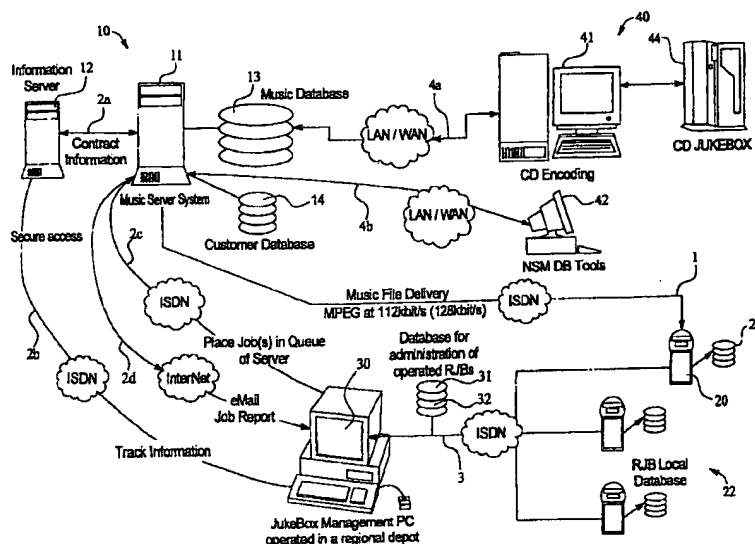 10
11
40
41
44
Information
Server
12
13
Music Database
2a
4a
Contract
Information
LAN / WAN
CD Encoding
CD JUKEBOX
Music Server System
14
LAN / WAN
42
4b
Secure access
2c
Customer Database
NSM DB Tools
1
ISDN
Music File Delivery
MPEG at 112kbit/s (128kbit/s)
ISDN
Place Job(s) in Queue
of Server
Database for
administration of
operated RJBs
2b
2d
30
31
32
20
ISDN
InterNet
eMail
Job Report
ISDN
Track Information
3
RJB Local
Database
22
JukeBox Management PC
operated in a regional depot